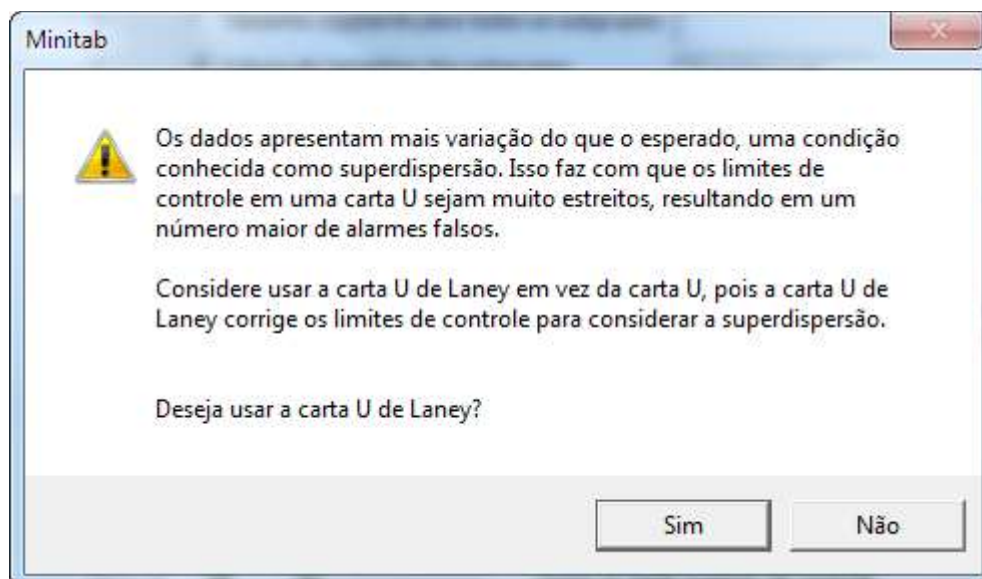 Minitab
Os dados apresentam mais variação do que o esperado, uma condição
conhecida como superdispersão. Isso faz com que os limites de
controle em uma carta U sejam muito estreitos, resultando em um
número maior de alarmes falsos.
Considere usar a carta U de Laney em vez da carta U, pois a carta U de
Laney corrige os limites de controle para considerar a superdispersão.
Deseja usar a carta U de Laney?
Sim
Não